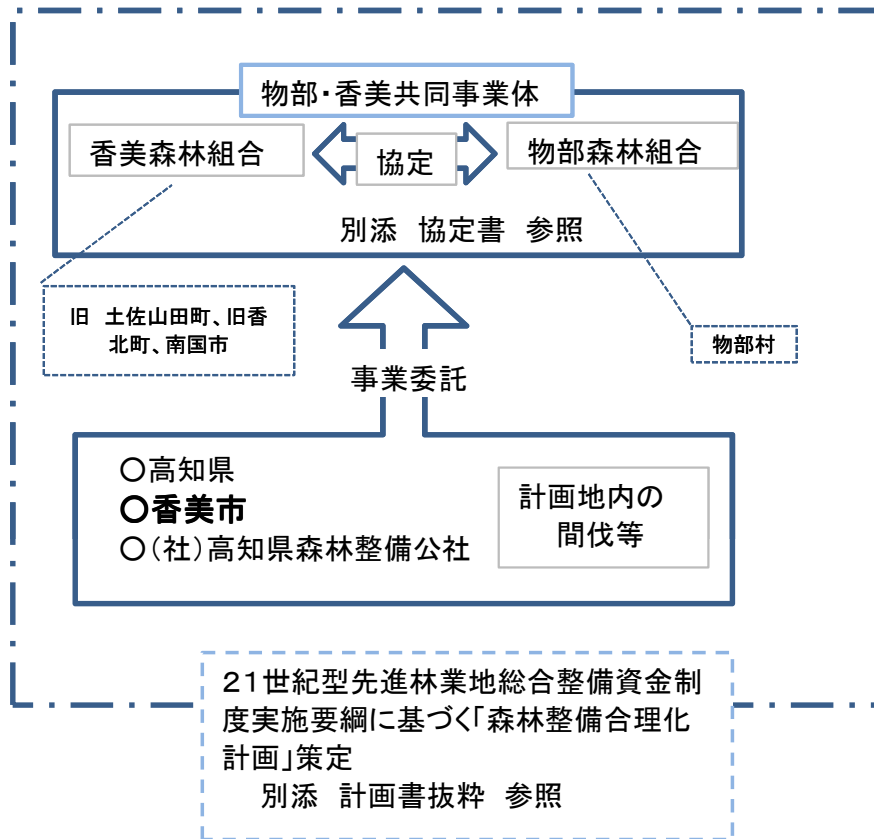 物部・香美共同事業体
香美森林組合
協定
物部森林組合
別添 協定書 参照
旧 土佐山田町、旧香
北町、南国市
物部村
事業委託
○高知県
○香美市
○(社)高知県森林整備公社
計画地内の
間伐等
21世紀型先進林業地総合整備資金制
度実施要綱に基づく「森林整備合理化
計画」策定
別添 計画書抜粋 参照